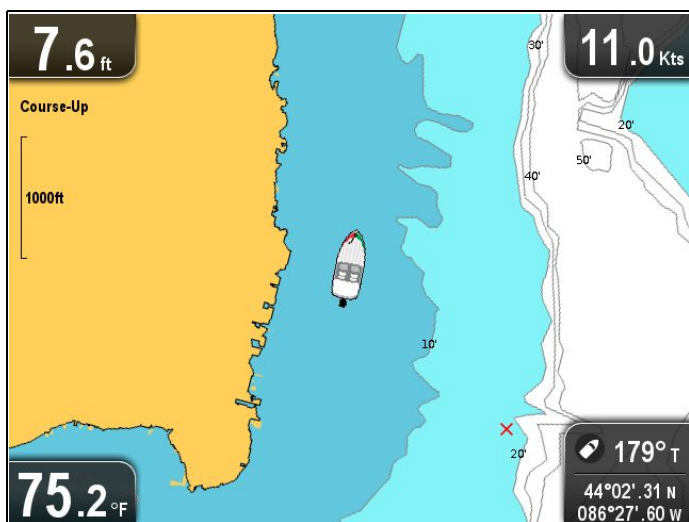 7.6 ft
11.0 Kts
Course-Up
1000ft
30'
20'
50'
40'
10'
20'
179° T
44°02'.31 N
086°27'.60 W
75.2 °F